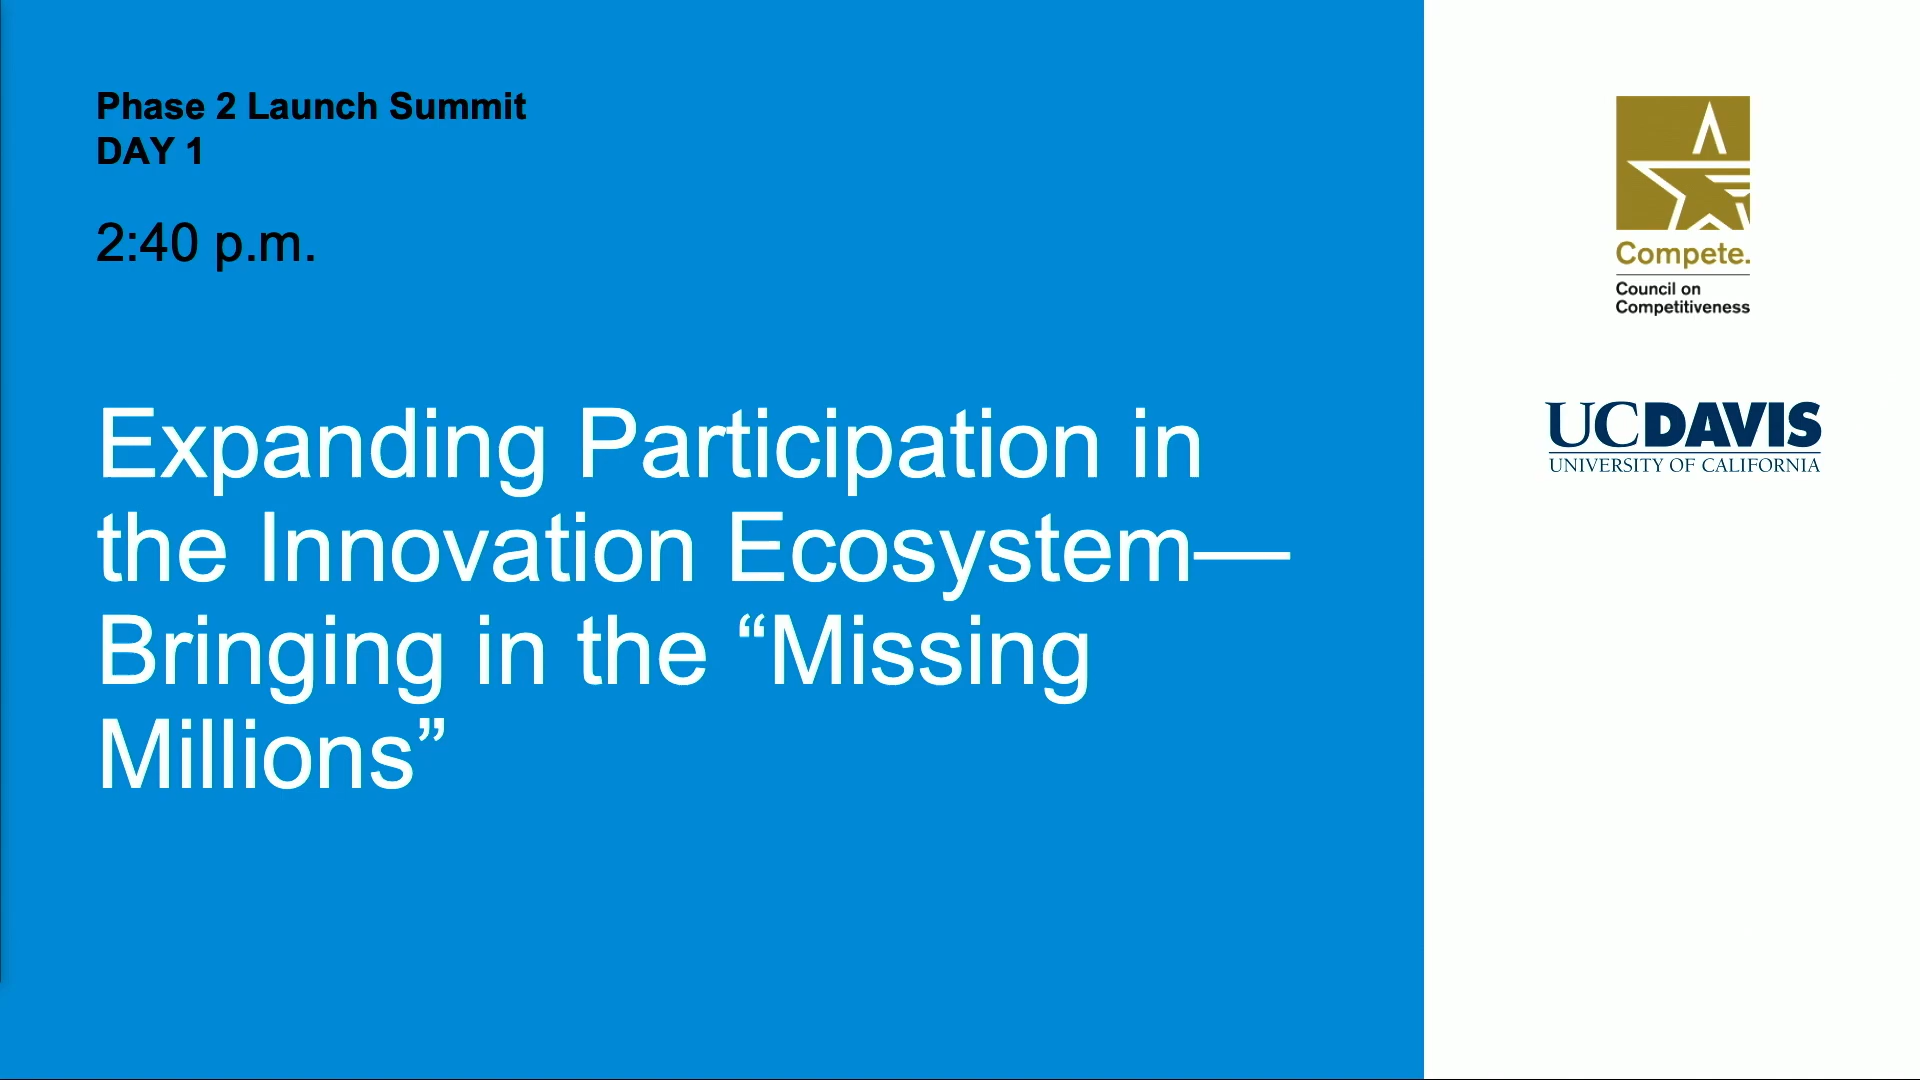 Phase 2 Launch Summit
DAY 1
2:40 p.m.
Expanding Participation in
the Innovation Ecosystem—
Bringing in the “Missing
Millions”
Compete.
Council on
Competitiveness
UCDAVIS
UNIVERSITY OF CALIFORNIA